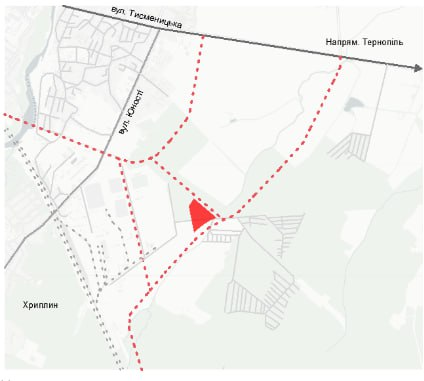 вул. Тисменицька
Напрям. Тернопіль
вул. Юності
Хриплин